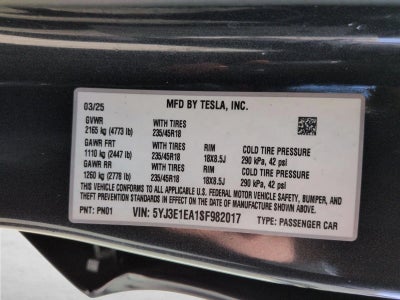 03/25 MFD BY TESLA, INC.
GVWR WITH TIRES
2165 kg (4773 lb) 235/45R18
GAWR FRT WITH TIRES RIM COLD TIRE PRESSURE
1110 kg (2447 lb) 235/45R18 18X8.5J 290 kPa, 42 psi
GAWR RR WITH TIRES RIM COLD TIRE PRESSURE
1260 kg (2778 lb) 235/45R18 18X8.5J 290 kPa, 42 psi
THIS VEHICLE CONFORMS TO ALL APPLICABLE U.S. FEDERAL MOTOR VEHICLE SAFETY, BUMPER, AND
THEFT PREVENTION STANDARDS IN EFFECT ON THE DATE OF MANUFACTURE SHOWN ABOVE.
PNT: PN01 VIN: 5YJ3E1EA1SF982017 TYPE: PASSENGER CAR